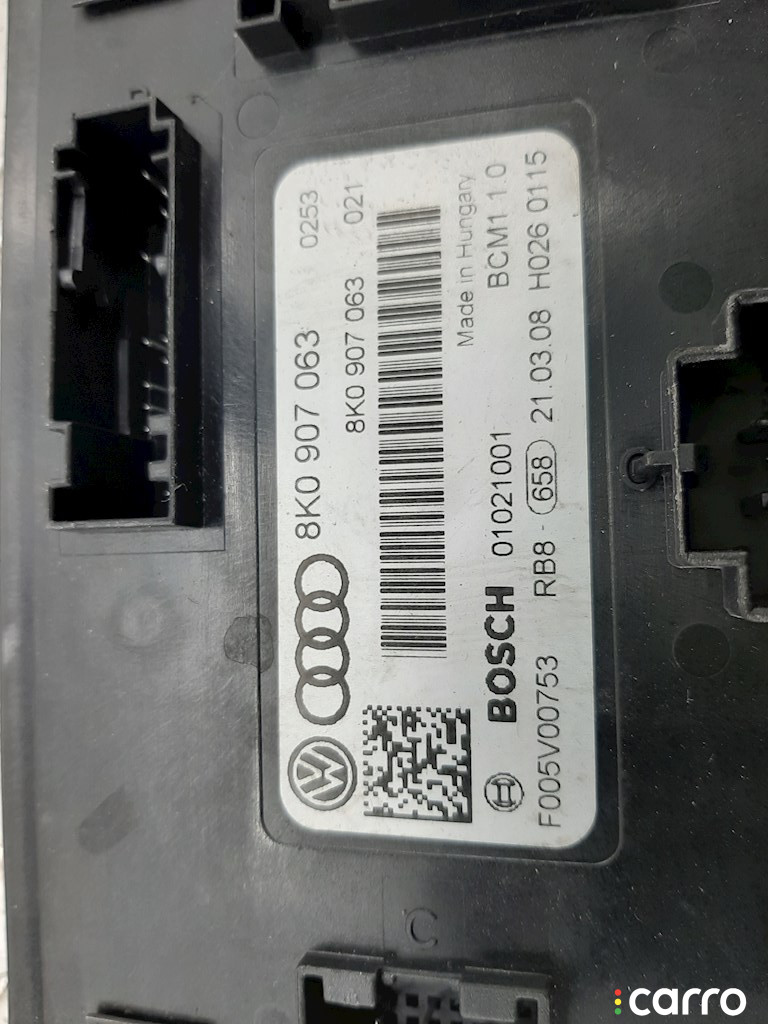 8K0 907 063 0253
8K0 907 063 021
Made in Hungary
BOSCH 01021001 BCM1 1.0
F005V00753 RB8 - 658 21.03.08 H026 0115
C
carro